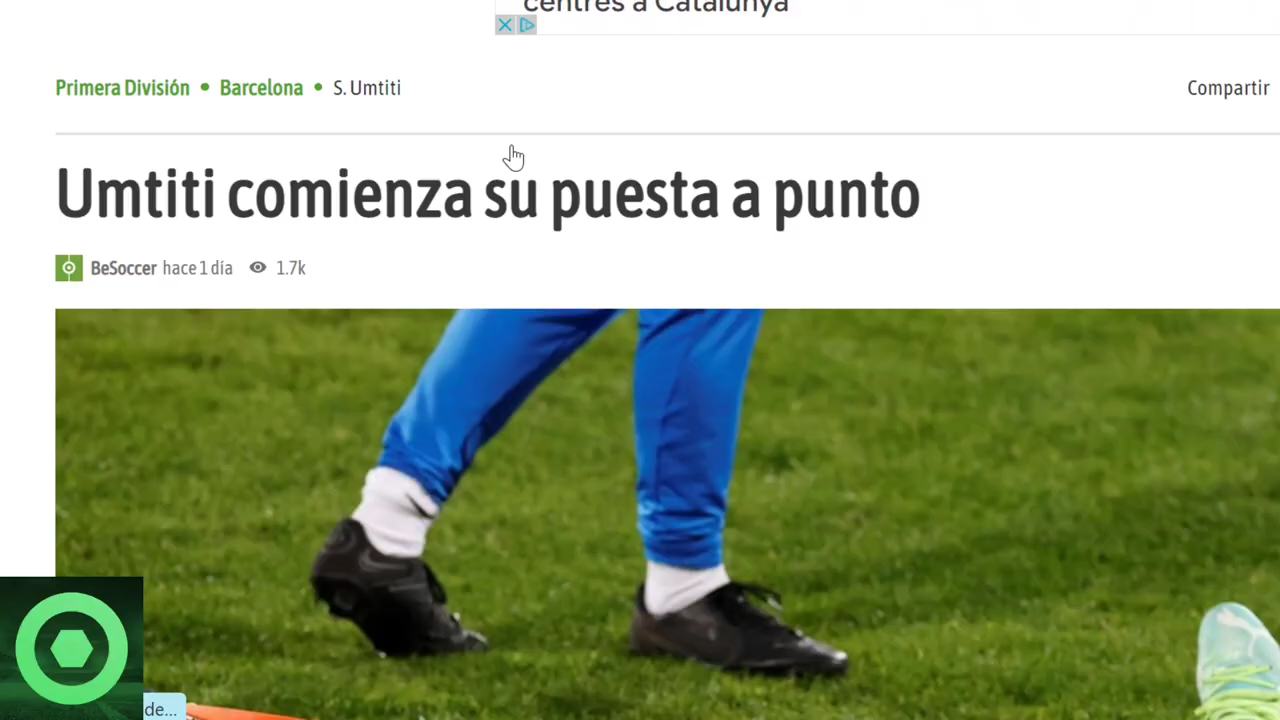 centres a Catalunya
Primera División • Barcelona • S. Umtiti
Compartir
Umtiti comienza su puesta a punto
BeSoccer hace 1 día 1.7k
de...